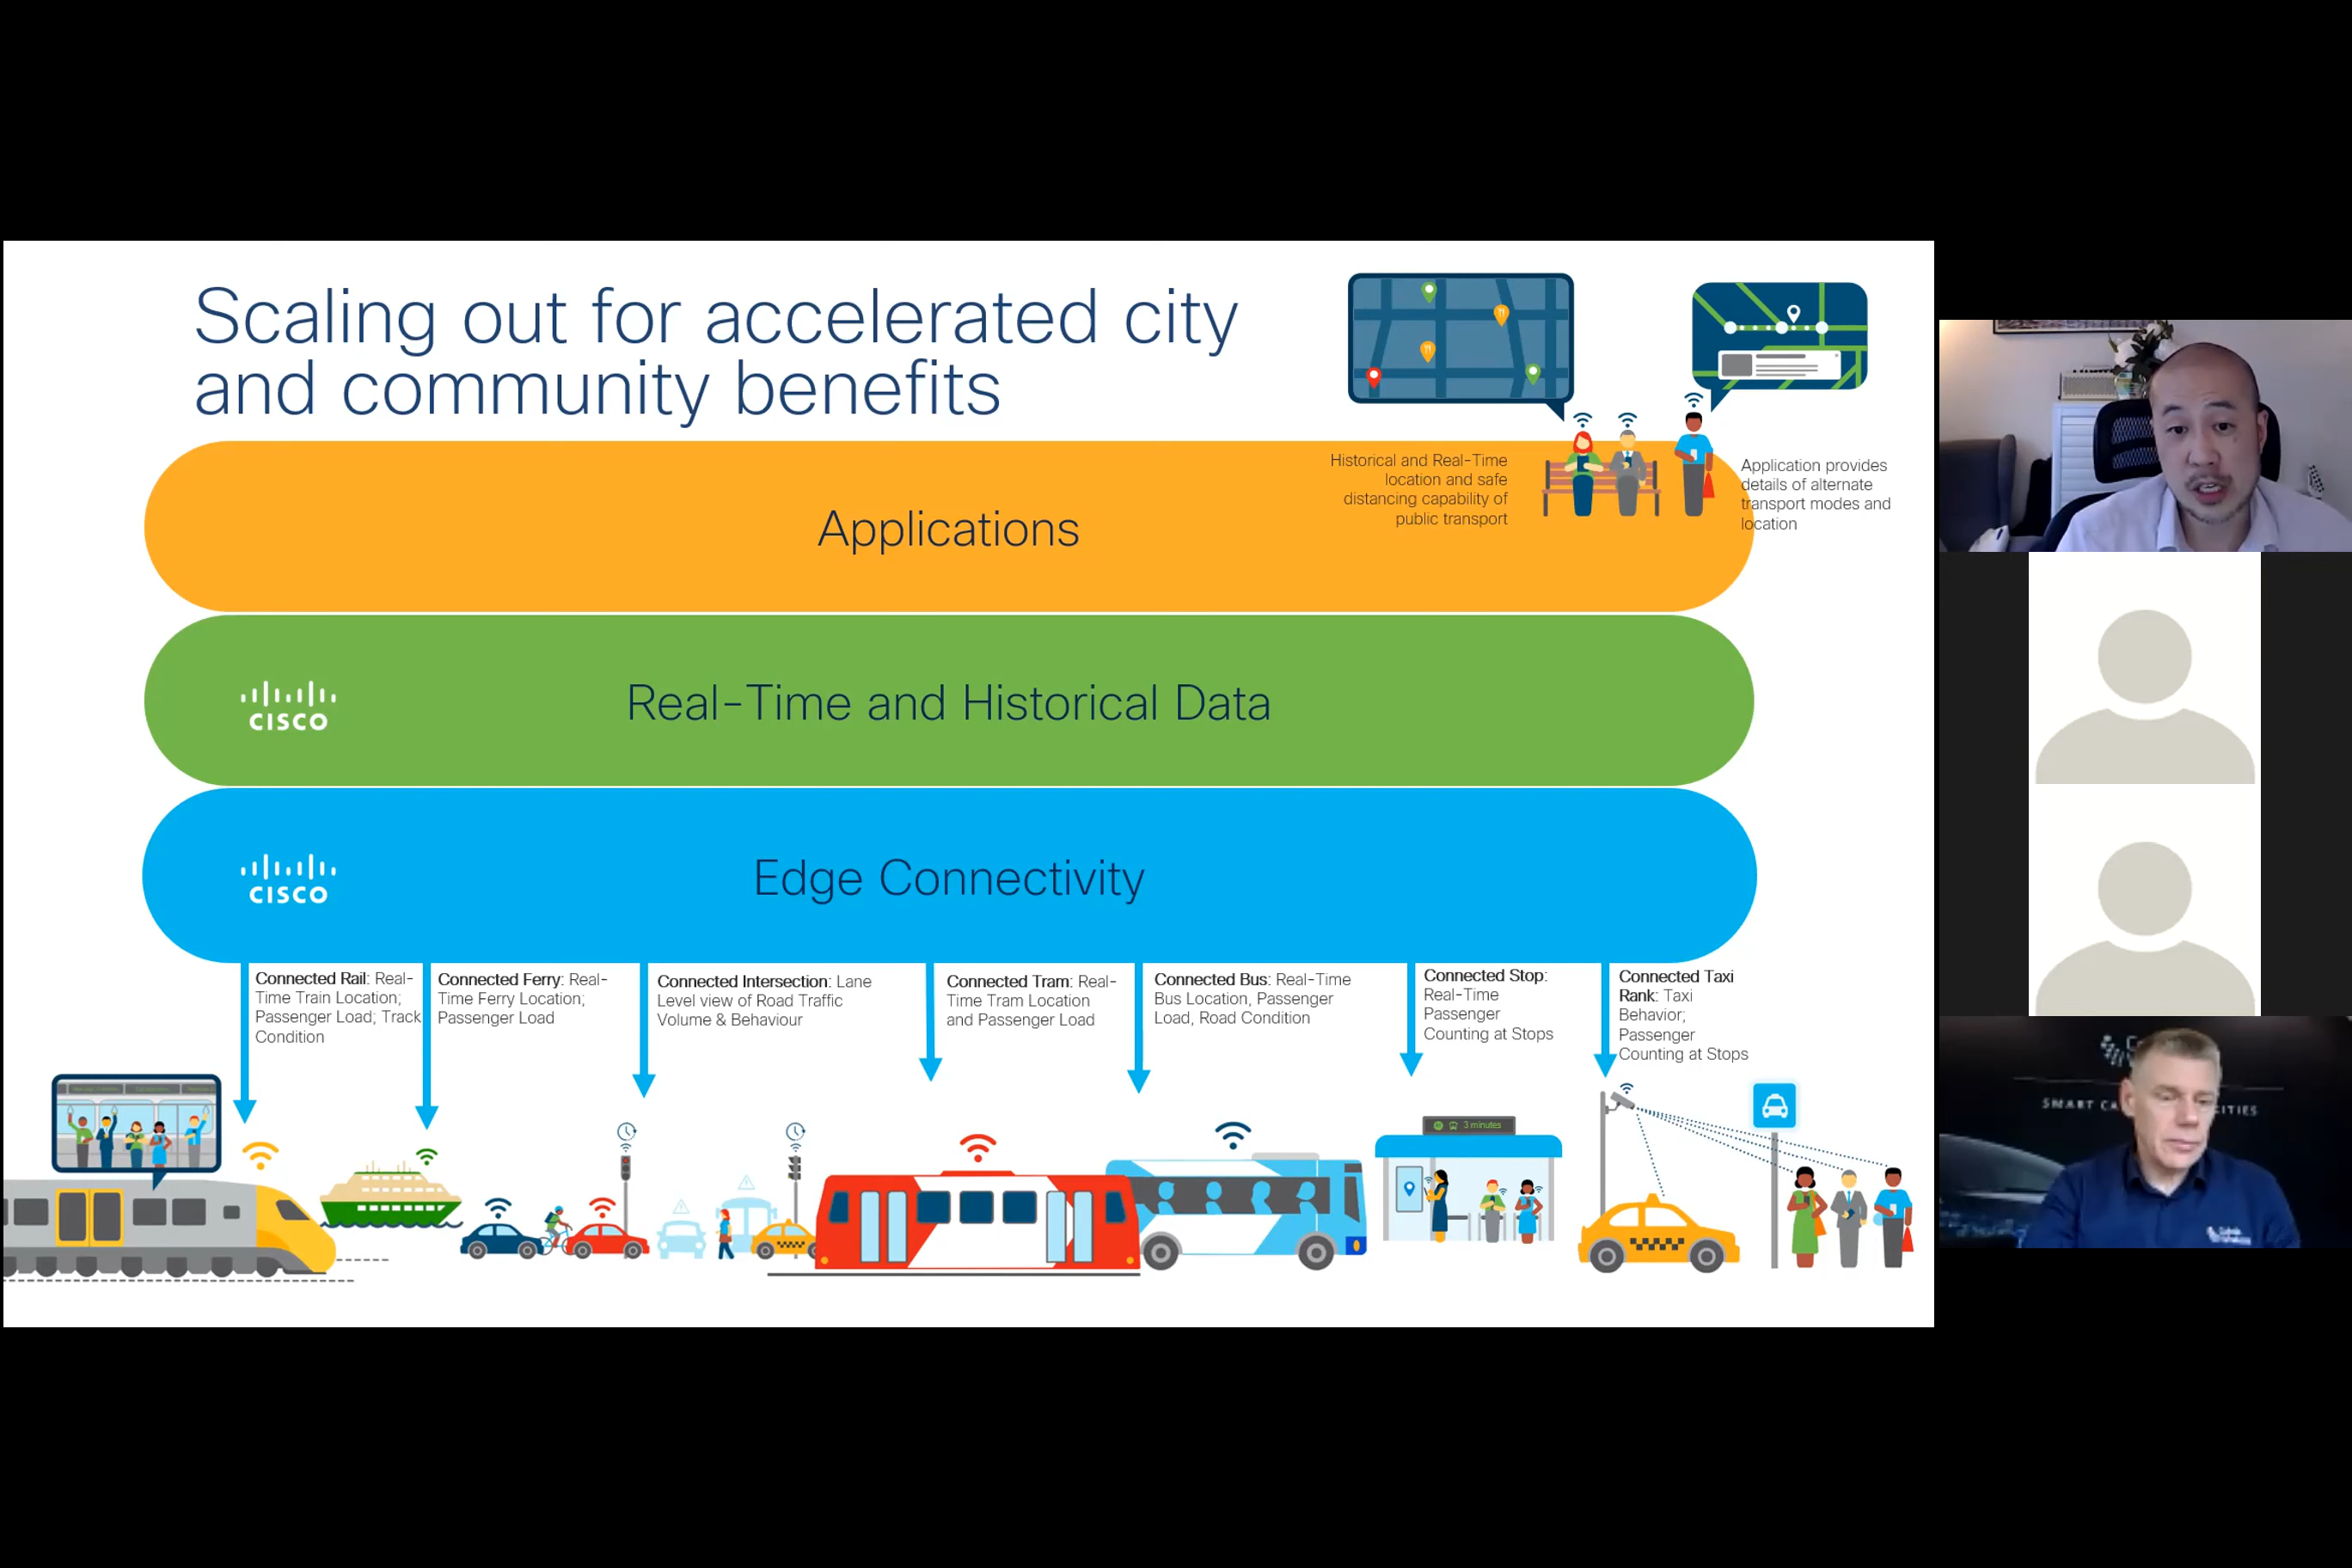 Scaling out for accelerated city
and community benefits
Historical and Real-Time
location and safe
distancing capability of
public transport
Application provides
details of alternate
transport modes and
location
Applications
CISCO
Real-Time and Historical Data
CISCO
Edge Connectivity
Connected Rail: Real-
Time Train Location;
Passenger Load; Track
Condition
Connected Ferry: Real-
Time Ferry Location;
Passenger Load
Connected Intersection: Lane
Level view of Road Traffic
Volume & Behaviour
Connected Tram: Real-
Time Tram Location
and Passenger Load
Connected Bus: Real-Time
Bus Location, Passenger
Load, Road Condition
Connected Stop:
Real-Time
Passenger
Counting at Stops
Connected Taxi
Rank: Taxi
Behavior;
Passenger
Counting at Stops
3 minutes
SMART CA ITIES